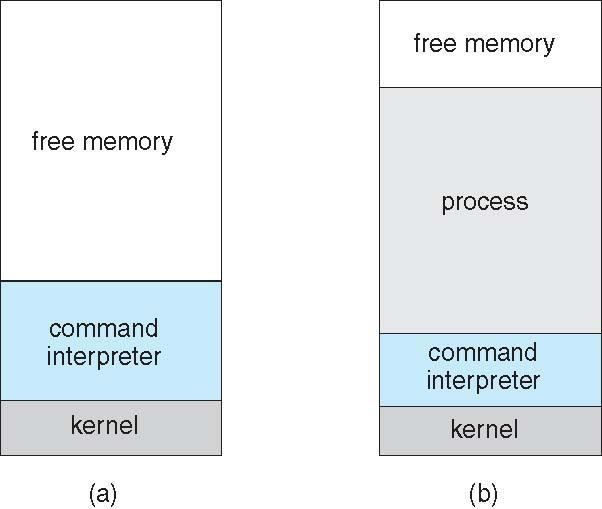 free memory
command
interpreter
kernel
(a)
free memory
process
command
interpreter
kernel
(b)